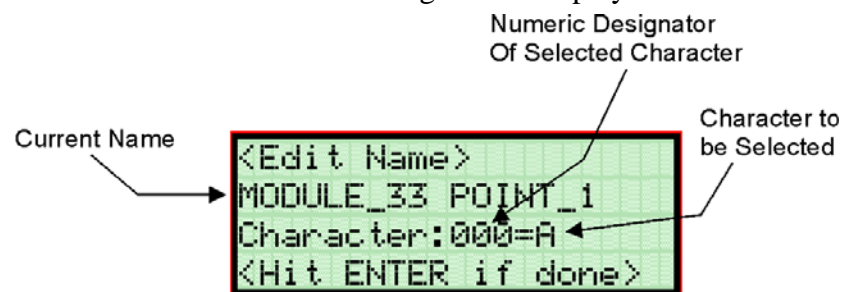 Numeric Designator
Of Selected Character
Character to
be Selected
Current Name
<Edit Name>
MODULE_33 POINT_1
Character:000=A
<Hit ENTER if done>